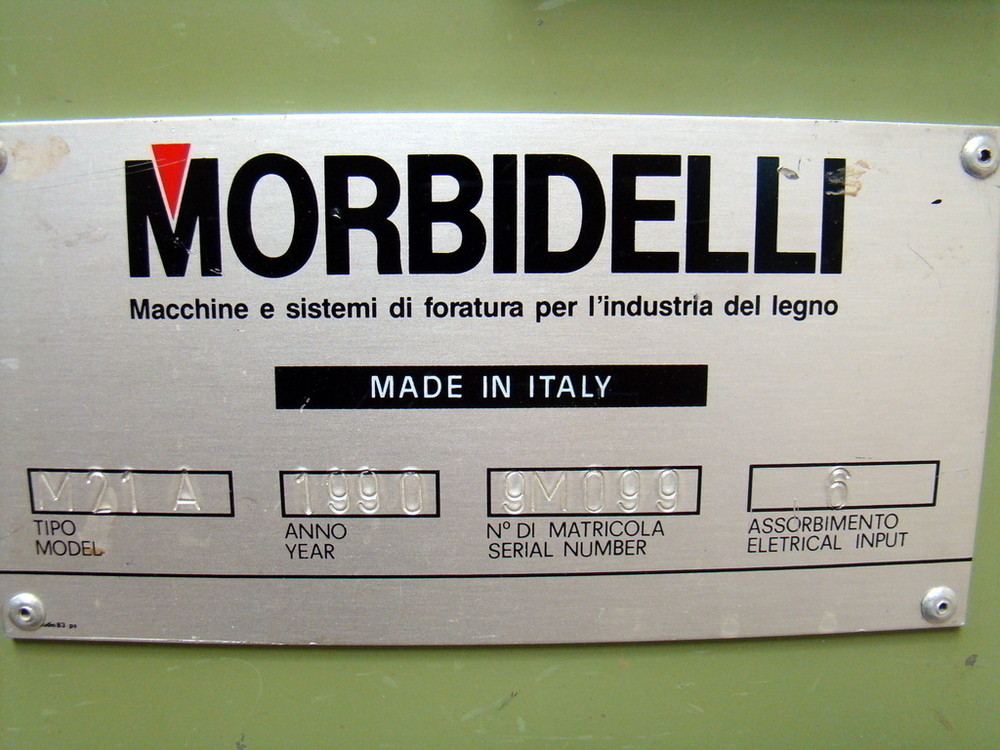 MORBIDELLI
Macchine e sistemi di foratura per l'industria del legno
MADE IN ITALY
M21 A 1990 9M099 6
TIPO ANNO N° DI MATRICOLA ASSORBIMENTO
MODEL YEAR SERIAL NUMBER ELETRICAL INPUT